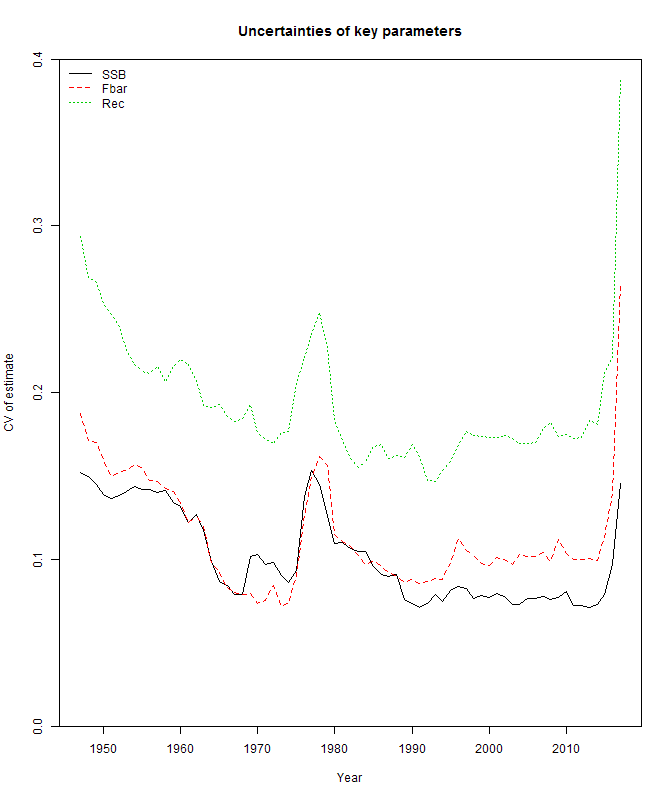 Uncertainties of key parameters
SSB
Fbar
Rec
CV of estimate
0.4
0.3
0.2
0.1
0.0
1950 1960 1970 1980 1990 2000 2010
Year